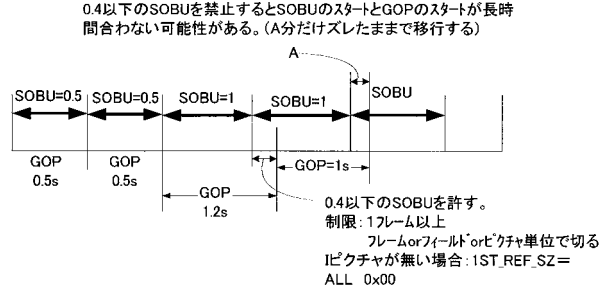 0.4以下のSOBUを禁止するとSOBUのスタートとGOPのスタートが長時
間合わない可能性がある。(A分だけズレたままで移行する)
A
SOBU=0.5 SOBU=0.5 SOBU=1 SOBU=1 SOBU
GOP 0.5s
GOP 0.5s
GOP 1.2s
GOP=1s
0.4以下のSOBUを許す。
制限:1フレーム以上
フレームorフィールドorピクチャ単位で切る
Iピクチャが無い場合:1ST_REF_SZ=
ALL 0x00